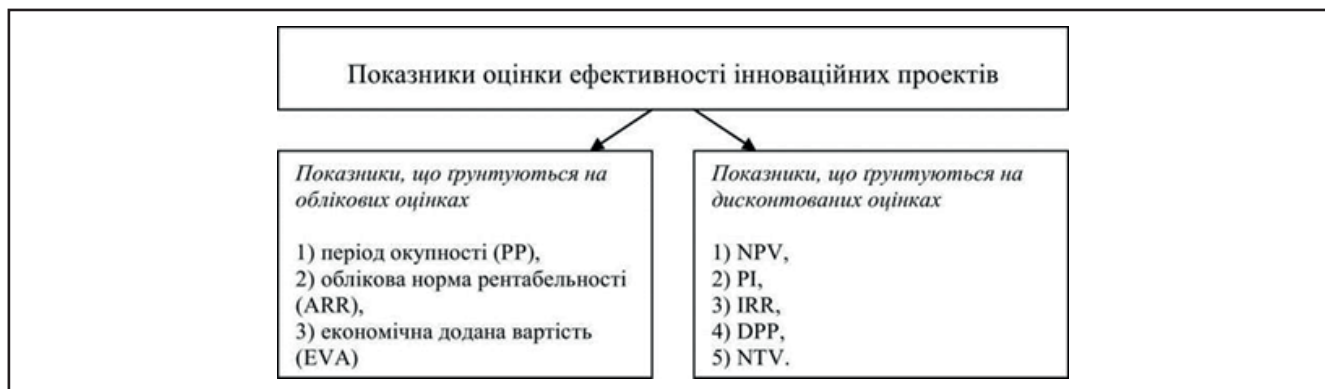 Показники оцінки ефективності інноваційних проектів
Показники, що ґрунтуються на
облікових оцінках
1) період окупності (PP),
2) облікова норма рентабельності
(ARR),
3) економічна додана вартість
(EVA)
Показники, що ґрунтуються на
дисконтованих оцінках
1) NPV,
2) PI,
3) IRR,
4) DPP,
5) NTV.